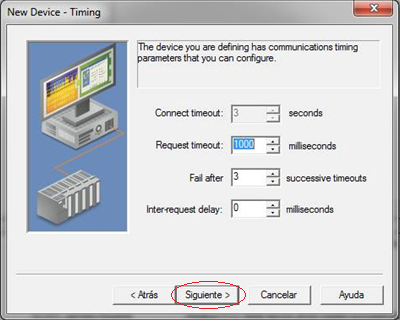 New Device - Timing
The device you are defining has communications timing
parameters that you can configure.
Connect timeout: 3 seconds
Request timeout: 1000 milliseconds
Fail after 3 successive timeouts
Inter-request delay: 0 milliseconds
< Atrás Siguiente > Cancelar Ayuda